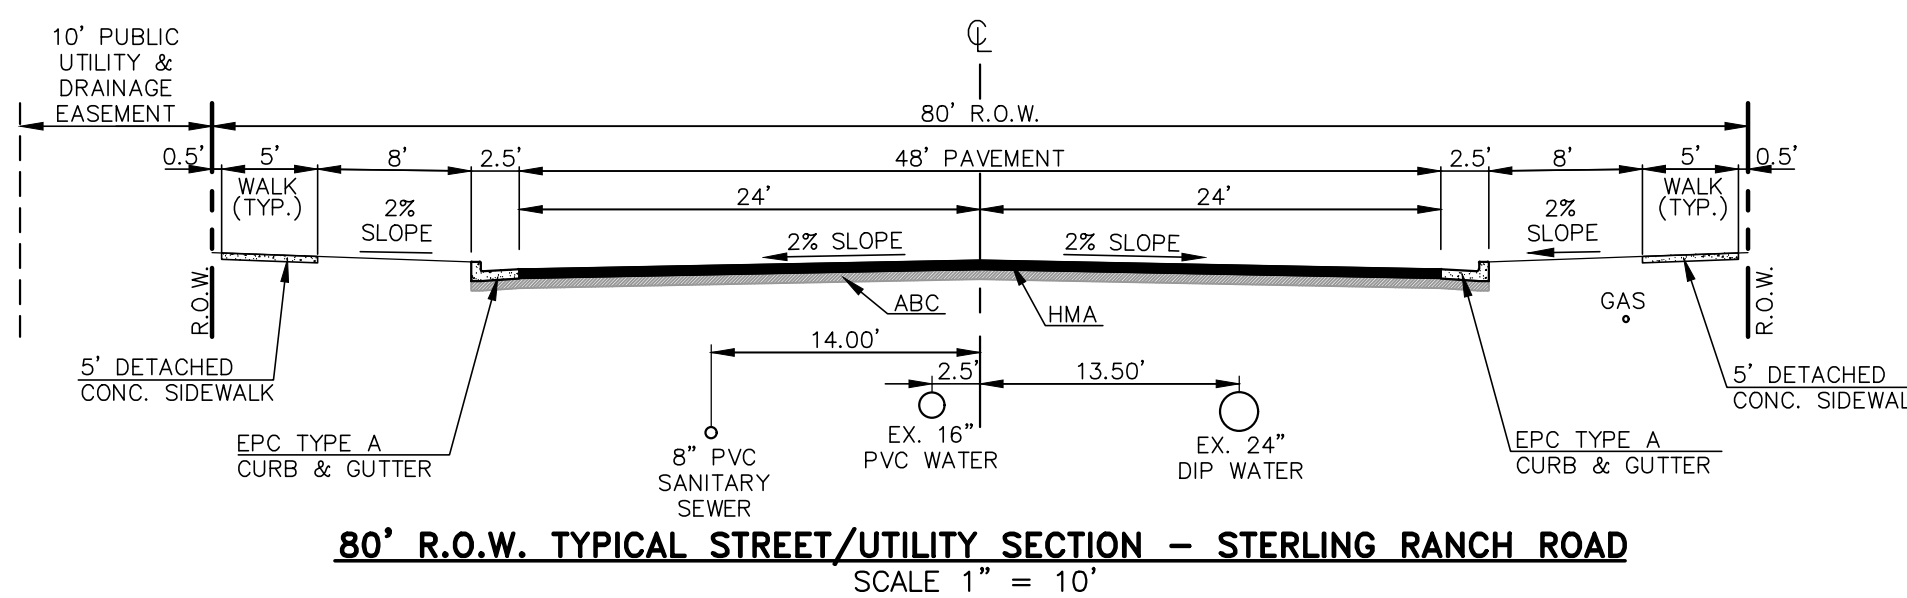 10' PUBLIC
UTILITY &
DRAINAGE
EASEMENT
℄
80' R.O.W.
0.5'
5'
8'
2.5'
48' PAVEMENT
2.5'
8'
5'
0.5'
WALK
(TYP.)
2%
SLOPE
24'
24'
2%
SLOPE
WALK
(TYP.)
2% SLOPE
2% SLOPE
R.O.W.
ABC
HMA
GAS
R.O.W.
14.00'
2.5'
13.50'
5' DETACHED
CONC. SIDEWALK
5' DETACHED
CONC. SIDEWAL
EPC TYPE A
CURB & GUTTER
8" PVC
SANITARY
SEWER
EX. 16"
PVC WATER
EX. 24"
DIP WATER
EPC TYPE A
CURB & GUTTER
80' R.O.W. TYPICAL STREET/UTILITY SECTION – STERLING RANCH ROAD
SCALE 1" = 10'